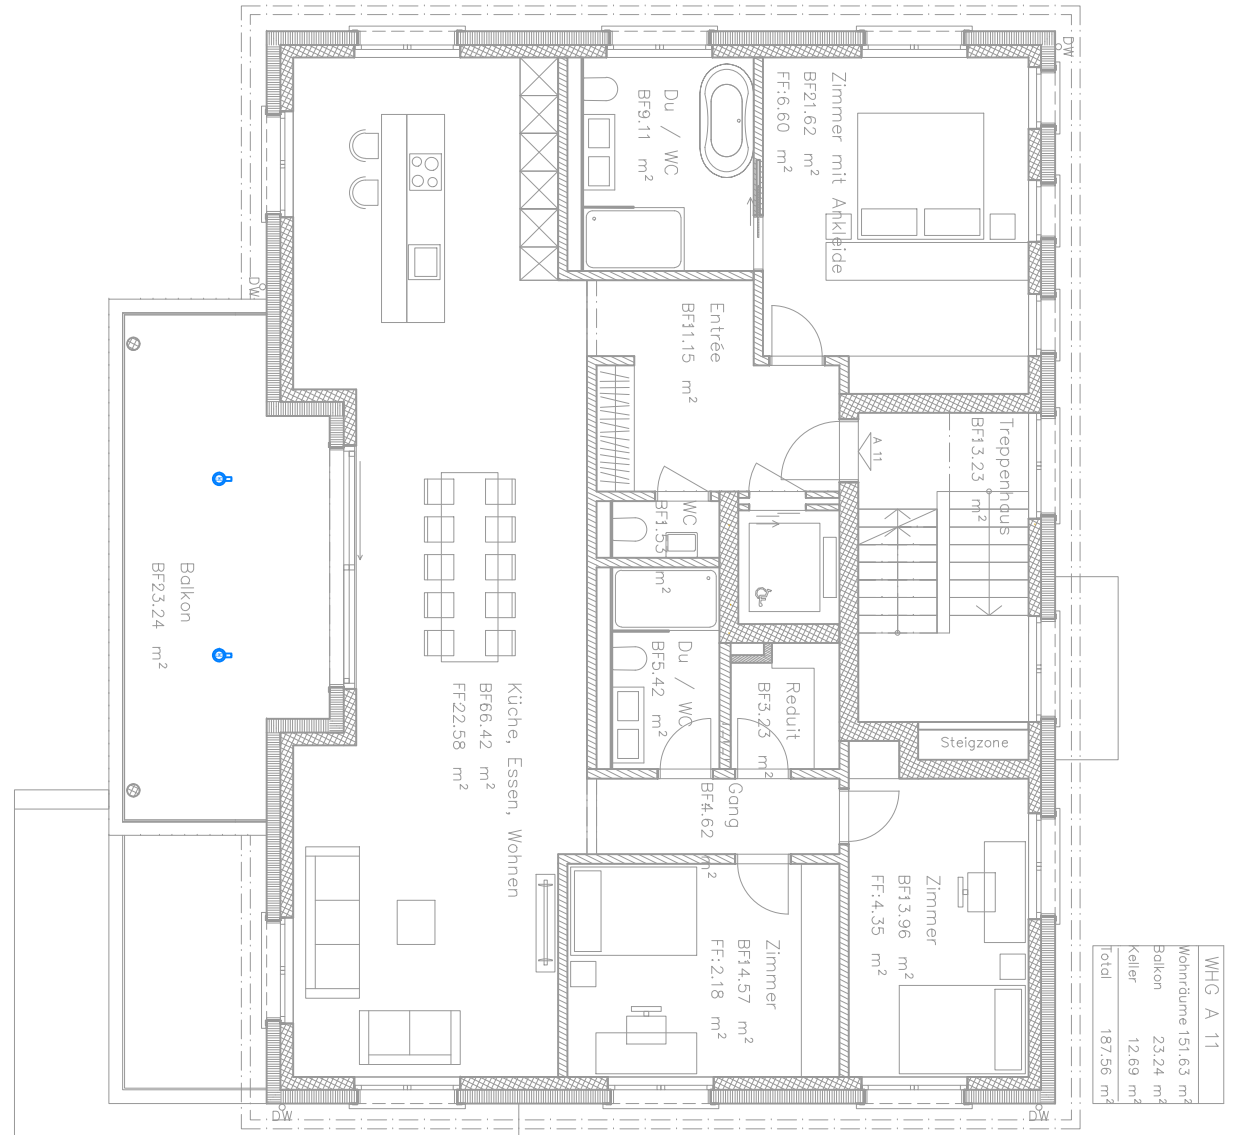 DW
Du / WC
BF9.11 m²
Zimmer mit Ankleide
BF21.62 m²
FF:6.60 m²
DW
Entrée
BF11.15 m²
Treppenhaus
BF13.23 m²
A 11
WC
BF1.53 m²
Balkon
BF23.24 m²
Du / WC
BF5.42 m²
Reduit
BF3.23 m²
Küche, Essen, Wohnen
BF66.42 m²
FF22.58 m²
Steigzone
Gang
BF4.62 m²
Zimmer
BF13.96 m²
FF:4.35 m²
Zimmer
BF14.57 m²
FF:2.18 m²
WHG A 11
Wohnräume 151.63 m²
Balkon 23.24 m²
Keller 12.69 m²
Total 187.56 m²
DW
DW